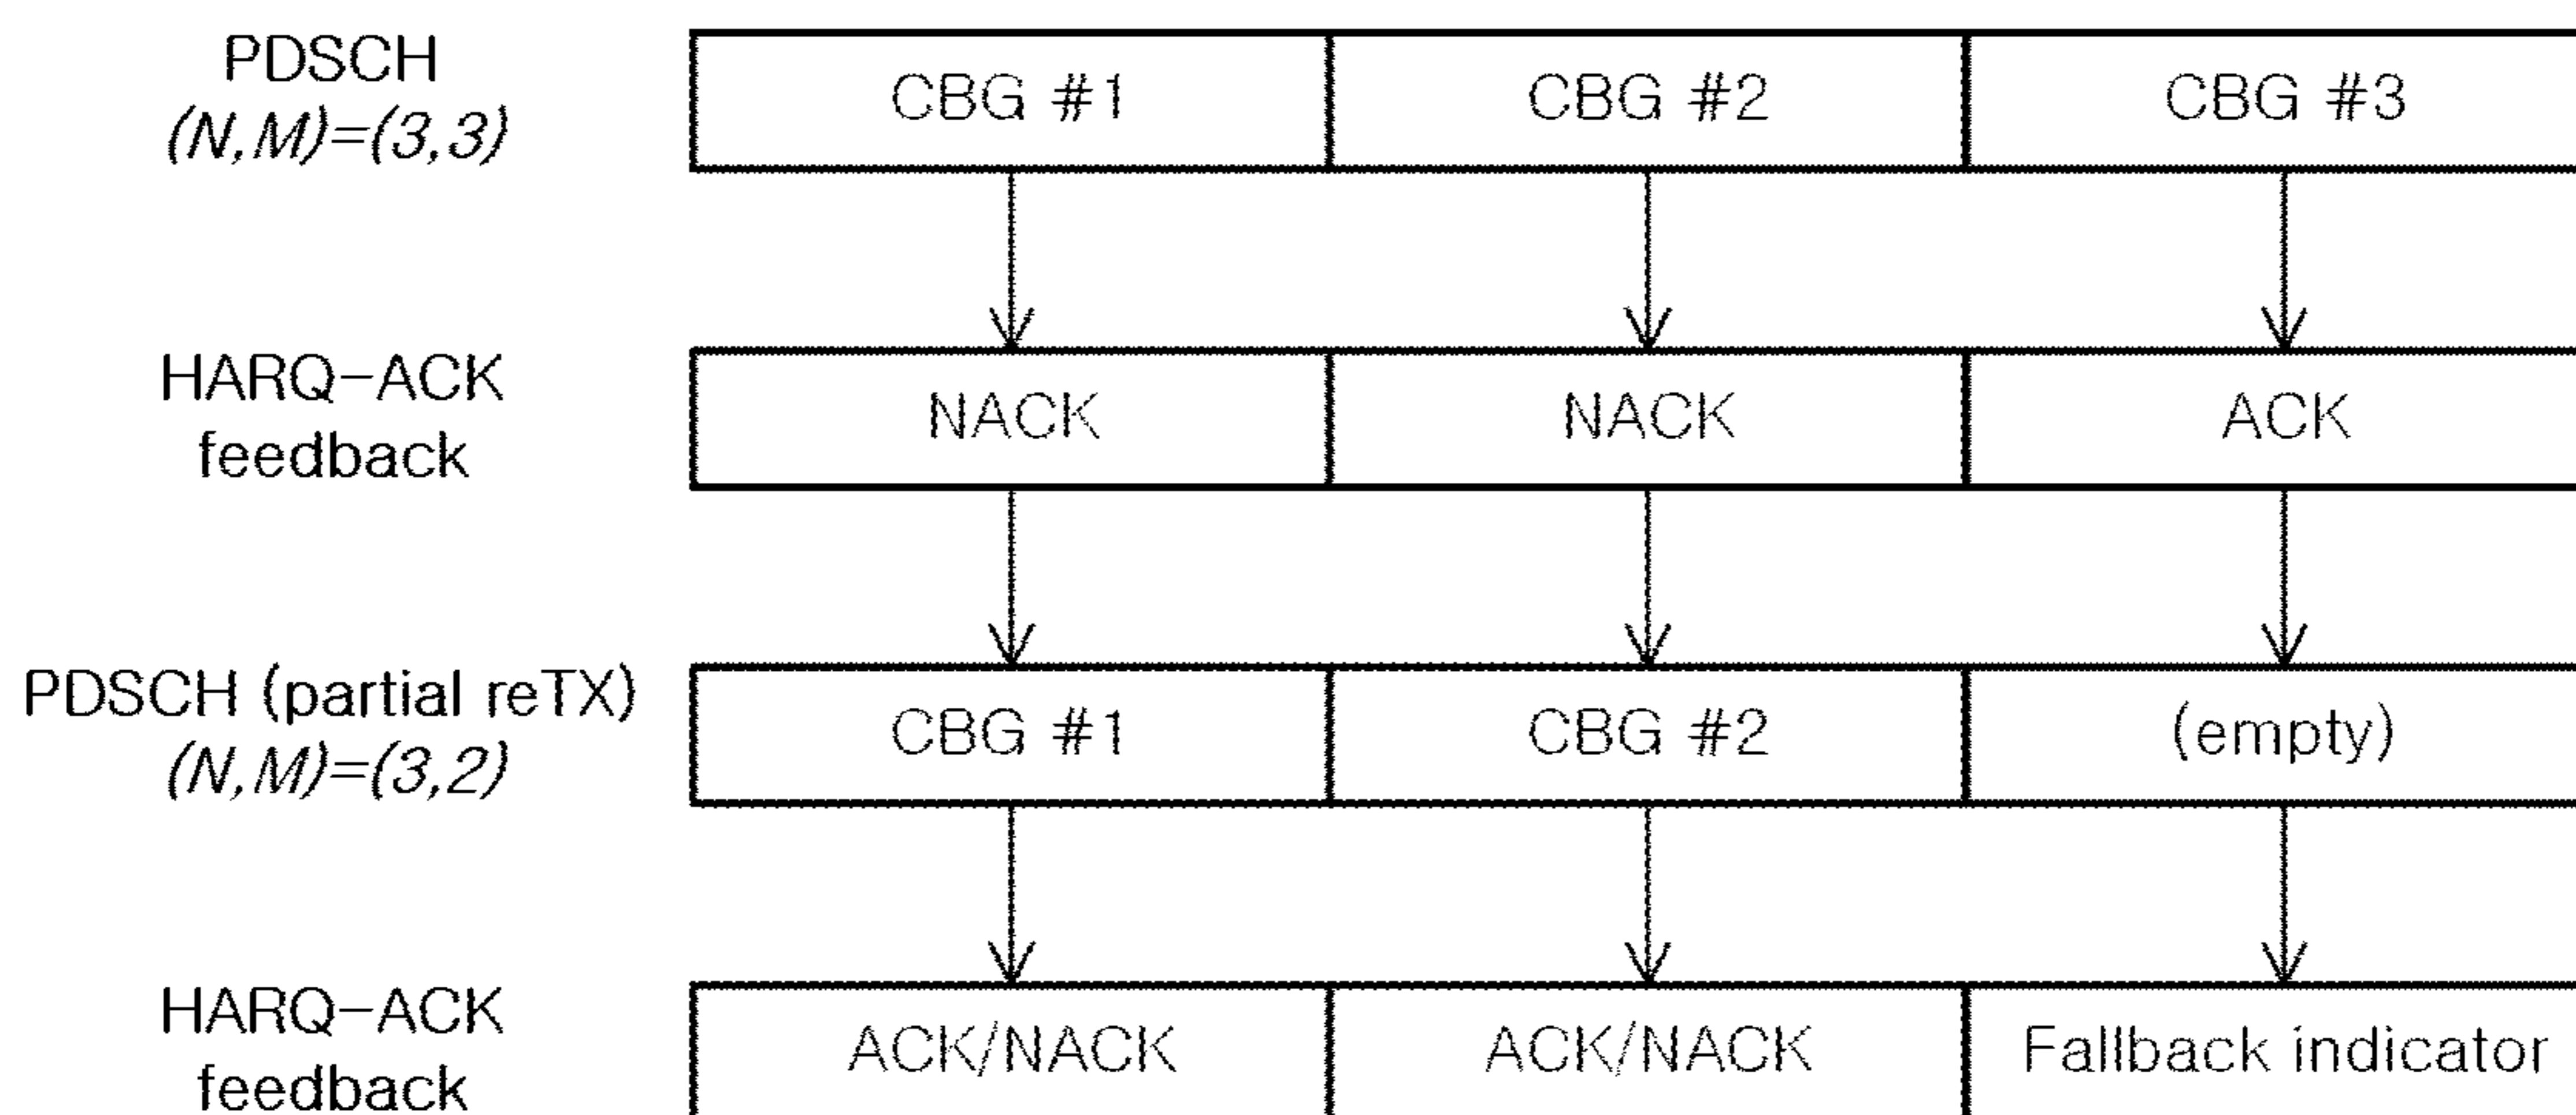 PDSCH
(N,M)=(3,3)
CBG #1
CBG #2
CBG #3
HARQ-ACK
feedback
NACK
NACK
ACK
PDSCH (partial reTX)
(N,M)=(3,2)
CBG #1
CBG #2
(empty)
HARQ-ACK
feedback
ACK/NACK
ACK/NACK
Fallback indicator